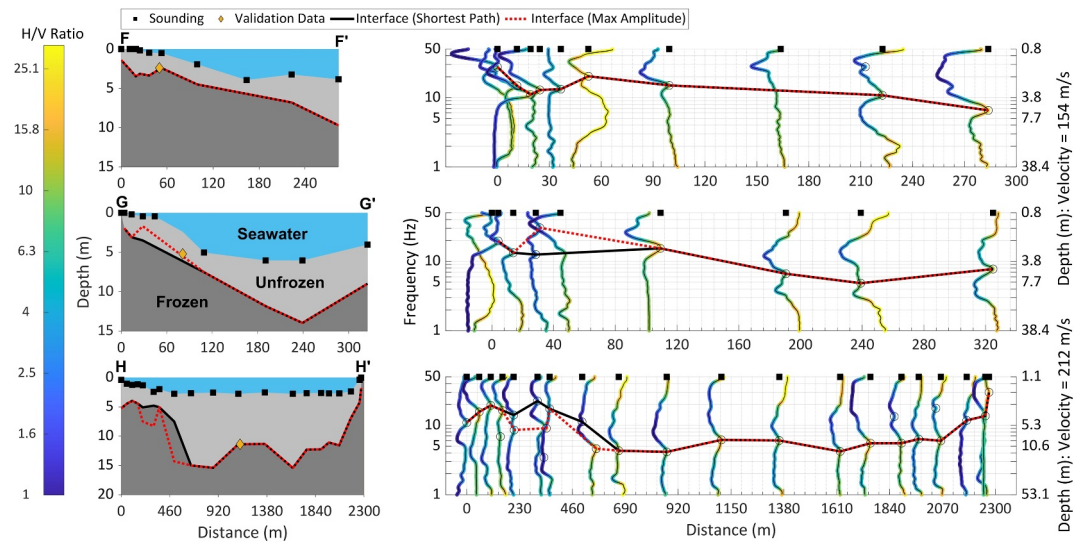 Sounding Validation Data Interface (Shortest Path) Interface (Max Amplitude)
H/V Ratio
25.1
15.8
10
6.3
4
2.5
1.6
1
F F'
0
5
10
15
0 60 120 180 240
50
10
5
1
0 30 60 90 120 150 180 210 240 270 300
0.8
3.8
7.7
38.4
G G'
Seawater
Unfrozen
Frozen
0
5
10
15
0 60 120 180 240 300
Depth (m)
50
10
5
1
0 40 80 120 160 200 240 280 320
Frequency (Hz)
0.8
3.8
7.7
38.4
Depth (m): Velocity = 154 m/s
H H'
0
5
10
15
20
0 460 920 1380 1840 2300
Distance (m)
50
10
5
1
0 230 460 690 920 1150 1380 1610 1840 2070 2300
Distance (m)
1.1
5.3
10.6
53.1
Depth (m): Velocity = 212 m/s